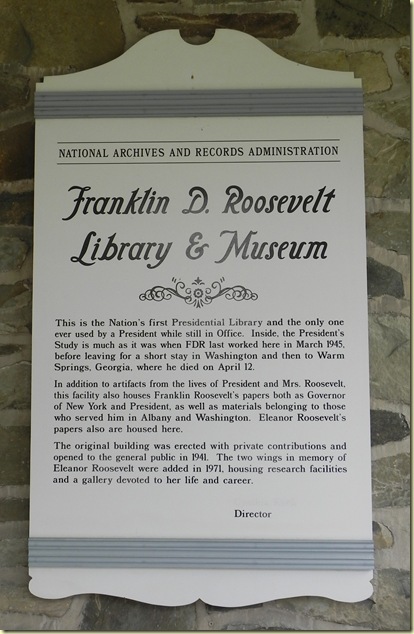 NATIONAL ARCHIVES AND RECORDS ADMINISTRATION
Franklin D. Roosevelt
Library & Museum
This is the Nation's first Presidential Library and the only one
ever used by a President while still in Office. Inside, the President's
Study is much as it was when FDR last worked here in March 1945,
before leaving for a short stay in Washington and then to Warm
Springs, Georgia, where he died on April 12.
In addition to artifacts from the lives of President and Mrs. Roosevelt,
this facility also houses Franklin Roosevelt's papers both as Governor
of New York and President, as well as materials belonging to those
who served him in Albany and Washington. Eleanor Roosevelt's
papers also are housed here.
The original building was erected with private contributions and
opened to the general public in 1941. The two wings in memory of
Eleanor Roosevelt were added in 1971, housing research facilities
and a gallery devoted to her life and career.
Director